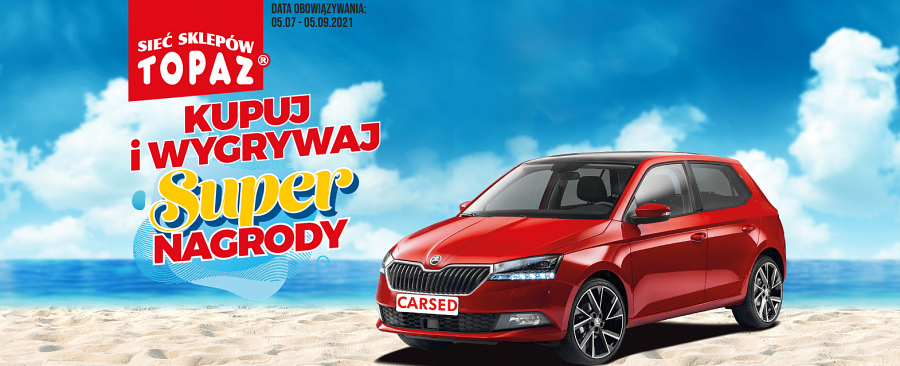 DATA OBOWIĄZYWANIA:
05.07 - 05.09.2021
SIEĆ SKLEPÓW
TOPAZ®
KUPUJ
i WYGRYWAJ
Super
NAGRODY
CARSED